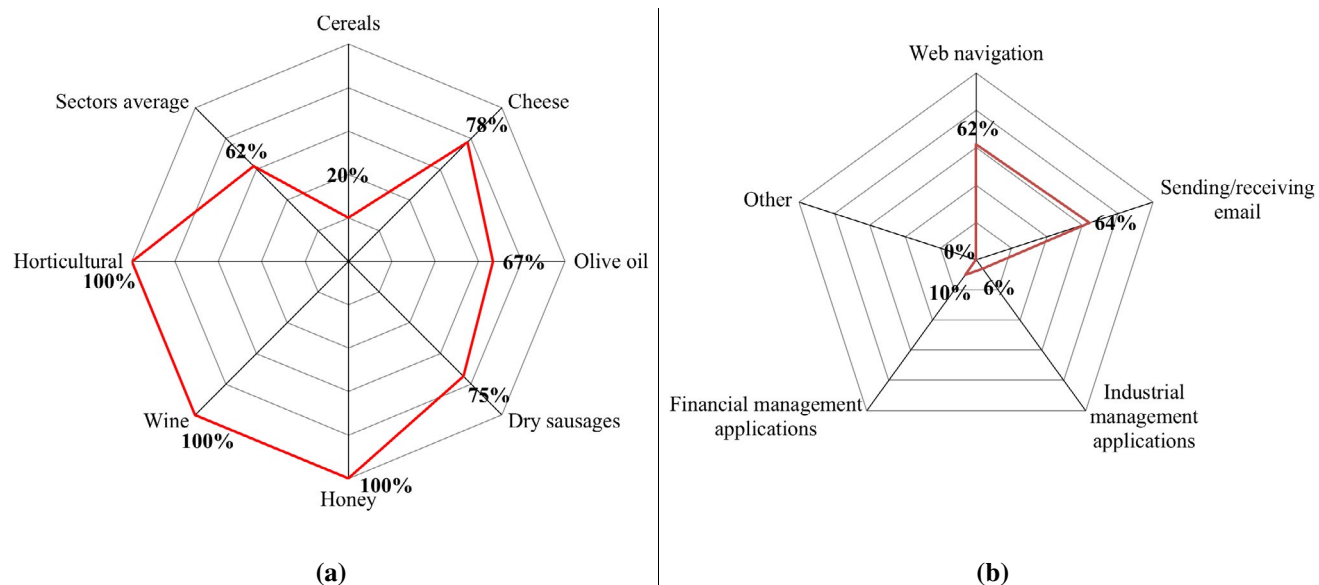 Cereals
Sectors average
Cheese
78%
62%
20%
Horticultural
100%
67%
Olive oil
75%
Wine
100%
Dry sausages
100%
Honey
(a)
Web navigation
62%
Other
Sending/receiving
email
64%
0%
10%
6%
Financial management
applications
Industrial
management
applications
(b)